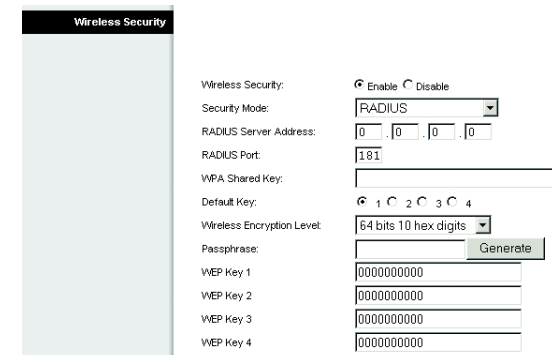 Wireless Security
Wireless Security: Enable Disable
Security Mode: RADIUS
RADIUS Server Address: 0 . 0 . 0 . 0
RADIUS Port: 181
WPA Shared Key:
Default Key: 1 2 3 4
Wireless Encryption Level: 64 bits 10 hex digits
Passphrase: Generate
WEP Key 1 0000000000
WEP Key 2 0000000000
WEP Key 3 0000000000
WEP Key 4 0000000000